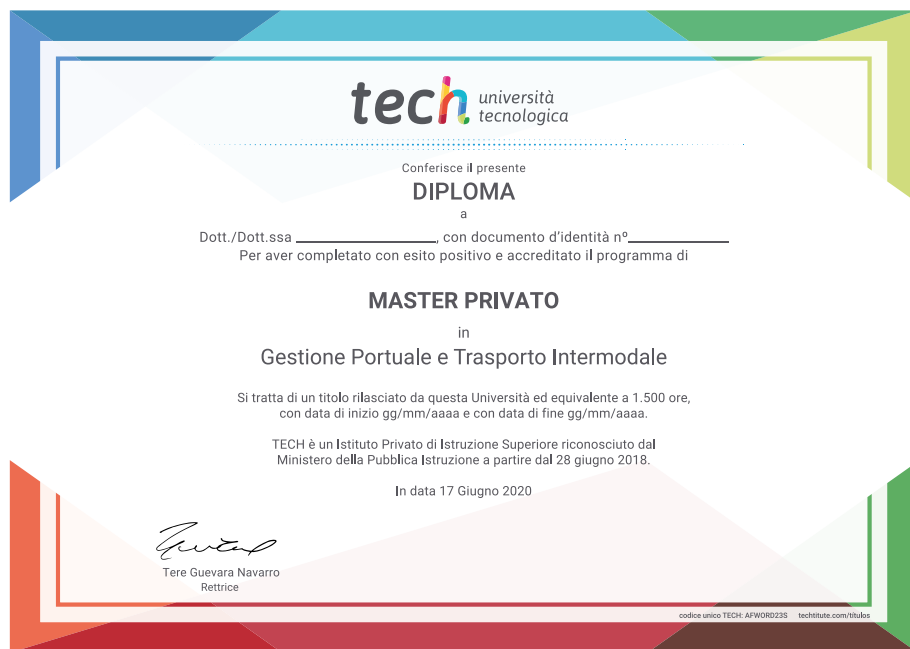 tech università
tecnologica
Conferisce il presente
DIPLOMA
a
Dott./Dott.ssa ________________, con documento d'identità nº____________
Per aver completato con esito positivo e accreditato il programma di
MASTER PRIVATO
in
Gestione Portuale e Trasporto Intermodale
Si tratta di un titolo rilasciato da questa Università ed equivalente a 1.500 ore,
con data di inizio gg/mm/aaaa e con data di fine gg/mm/aaaa.
TECH è un Istituto Privato di Istruzione Superiore riconosciuto dal
Ministero della Pubblica Istruzione a partire dal 28 giugno 2018.
In data 17 Giugno 2020
Tere Guevara Navarro
Rettrice
codice unico TECH: AFWORD23S techtitute.com/títulos